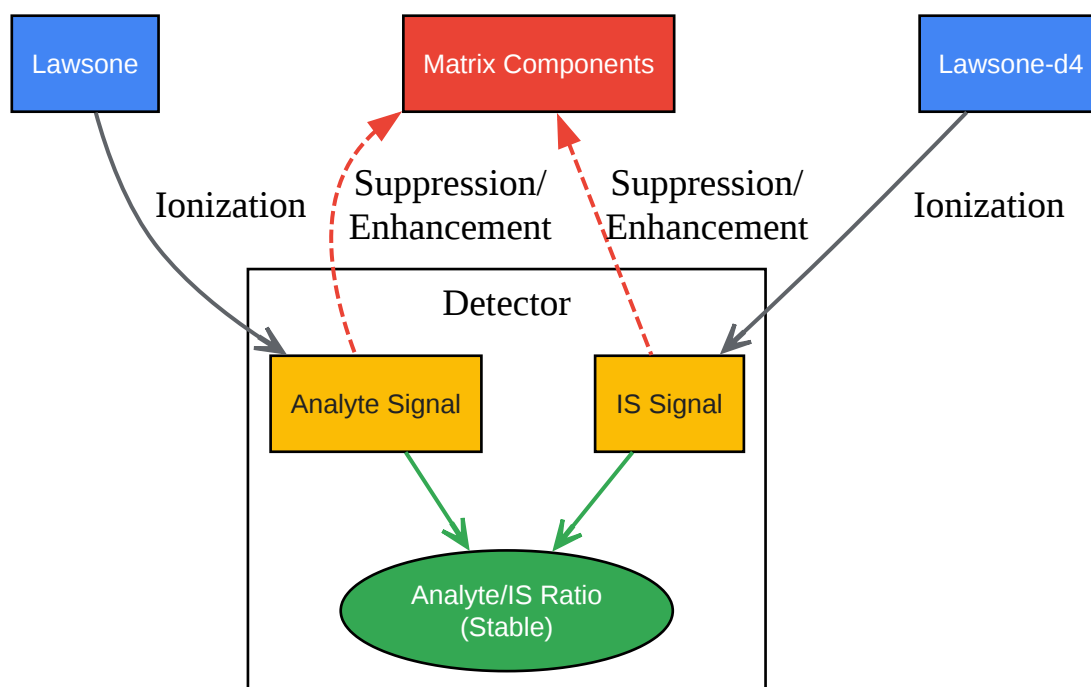 Lawsone
Matrix Components
Lawsone-d4
Ionization
Suppression/
Enhancement
Suppression/
Enhancement
Ionization
Detector
Analyte Signal
IS Signal
Analyte/IS Ratio
(Stable)